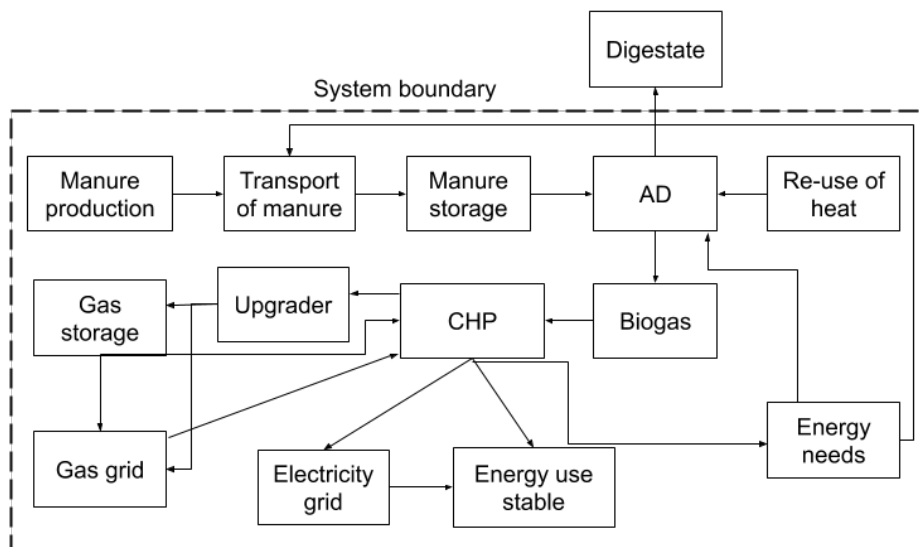 Digestate
System boundary
Manure
production
Transport
of manure
Manure
storage
AD
Re-use of
heat
Gas
storage
Upgrader
CHP
Biogas
Gas grid
Electricity
grid
Energy use
stable
Energy
needs